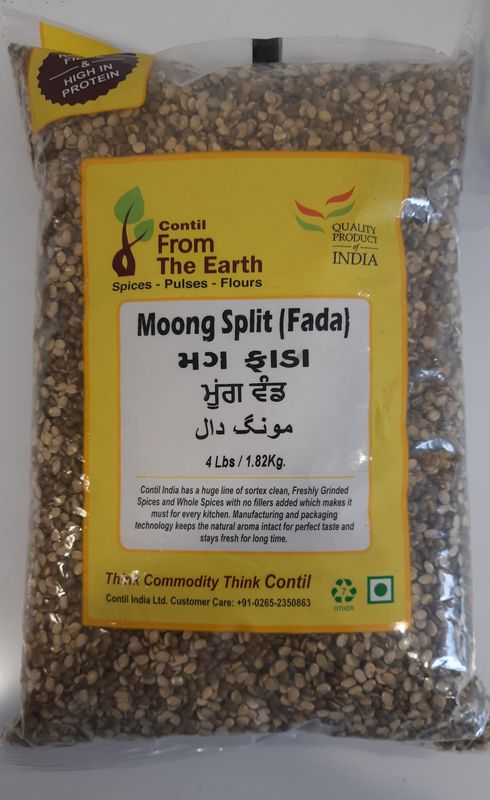 FI
&
HIGH IN
PROTEIN
Contil
From
The Earth
Spices - Pulses - Flours
QUALITY
PRODUCT
of
INDIA
Moong Split (Fada)
મગ ફાડા
ਮੂੰਗ ਵੰਡ
مونگ دال
4 Lbs / 1.82Kg.
Contil India has a huge line of sortex clean, Freshly Grinded
Spices and Whole Spices with no fillers added which makes it
must for every kitchen. Manufacturing and packaging
technology keeps the natural aroma intact for perfect taste and
stays fresh for long time.
Think Commodity Think Contil
Contil India Ltd. Customer Care: +91-0265-2350863
7
OTHER